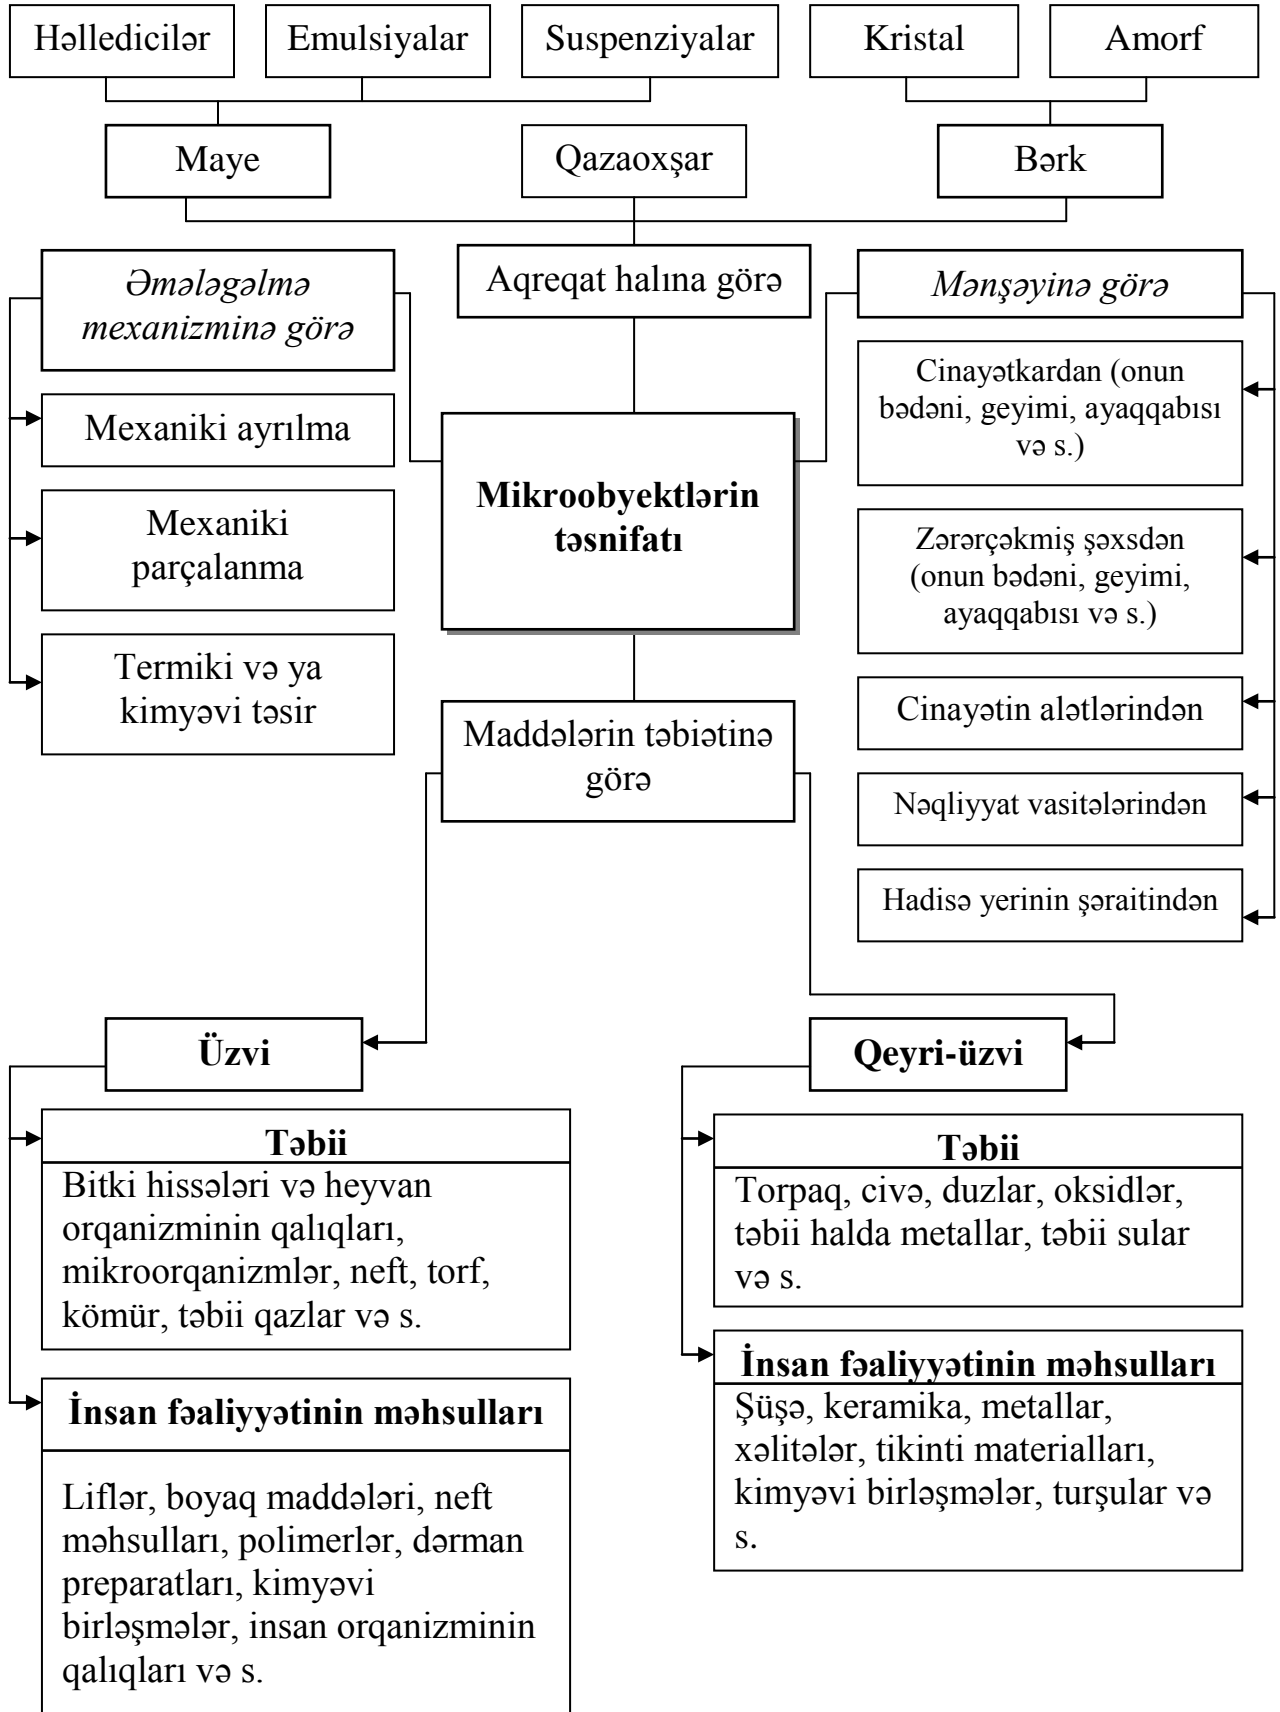 Həlledicilər
Emulsiyalar
Suspenziyalar
Kristal
Amorf
Maye
Qazaoxşar
Bərk
Əmələgəlmə
mexanizminə görə
Aqreqat halına görə
Mənşəyinə görə
Mexaniki ayrılma
Mexaniki
parçalanma
Termiki və ya
kimyəvi təsir
Mikroobyektlərin
təsnifatı
Cinayətkardan (onun
bədəni, geyimi, ayaqqabısı
və s.)
Zərərçəkmiş şəxsdən
(onun bədəni, geyimi,
ayaqqabısı və s.)
Cinayətin alətlərindən
Nəqliyyat vasitələrindən
Hadisə yerinin şəraitindən
Maddələrin təbiətinə
görə
Üzvi
Təbii
Bitki hissələri və heyvan
orqanizminin qalıqları,
mikroorqanizmlər, neft, torf,
kömür, təbii qazlar və s.
İnsan fəaliyyətinin məhsulları
Liflər, boyaq maddələri, neft
məhsulları, polimerlər, dərman
preparatları, kimyəvi
birləşmələr, insan orqanizminin
qalıqları və s.
Qeyri-üzvi
Təbii
Torpaq, civə, duzlar, oksidlər,
təbii halda metallar, təbii sular
və s.
İnsan fəaliyyətinin məhsulları
Şüşə, keramika, metallar,
xəlitələr, tikinti materialları,
kimyəvi birləşmələr, turşular və
s.